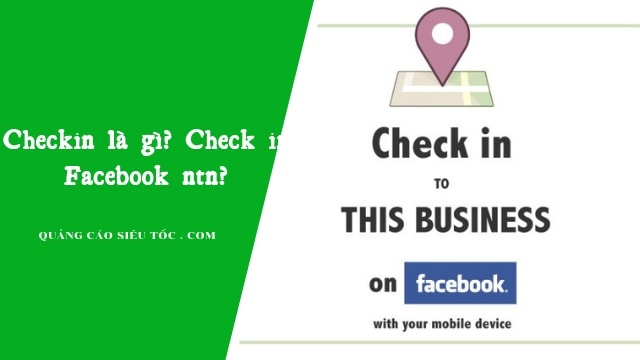 Checkin là gì? Check in
Facebook ntn?
QUẢNG CÁO SIÊU TỐC . COM
Check in
TO
THIS BUSINESS
on facebook.
with your mobile device